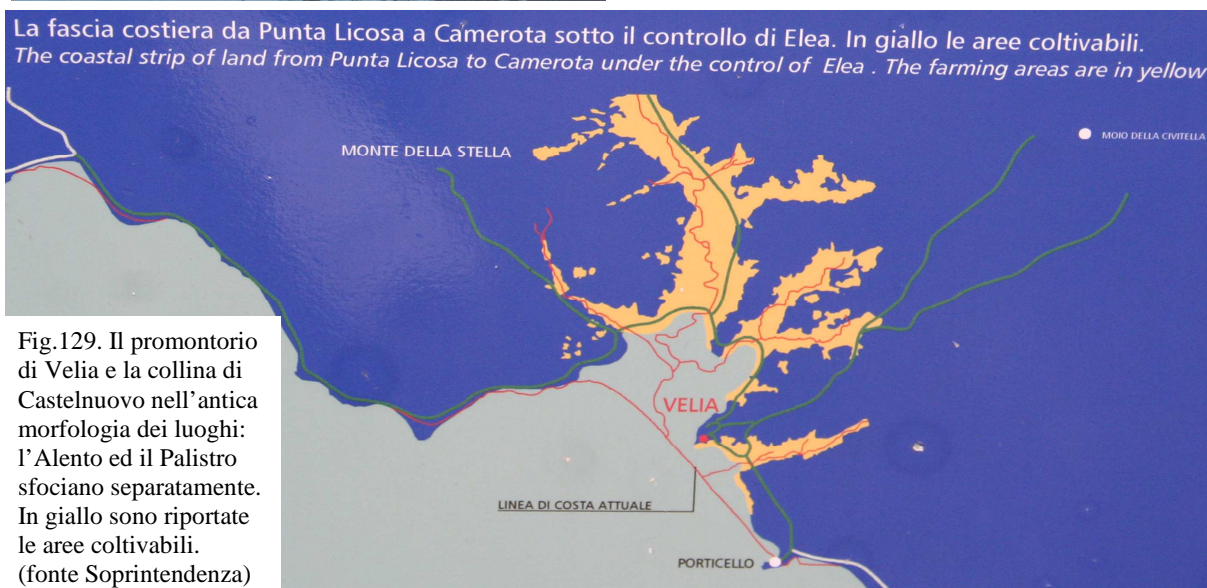 La fascia costiera da Punta Licosa a Camerota sotto il controllo di Elea. In giallo le aree coltivabili.
The coastal strip of land from Punta Licosa to Camerota under the control of Elea . The farming areas are in yellow
MOIO DELLA CIVITELLA
MONTE DELLA STELLA
VELIA
LINEA DI COSTA ATTUALE
PORTICELLO
Fig.129. Il promontorio
di Velia e la collina di
Castelnuovo nell’antica
morfologia dei luoghi:
l’Alento ed il Palistro
sfociano separatamente.
In giallo sono riportate
le aree coltivabili.
(fonte Soprintendenza)